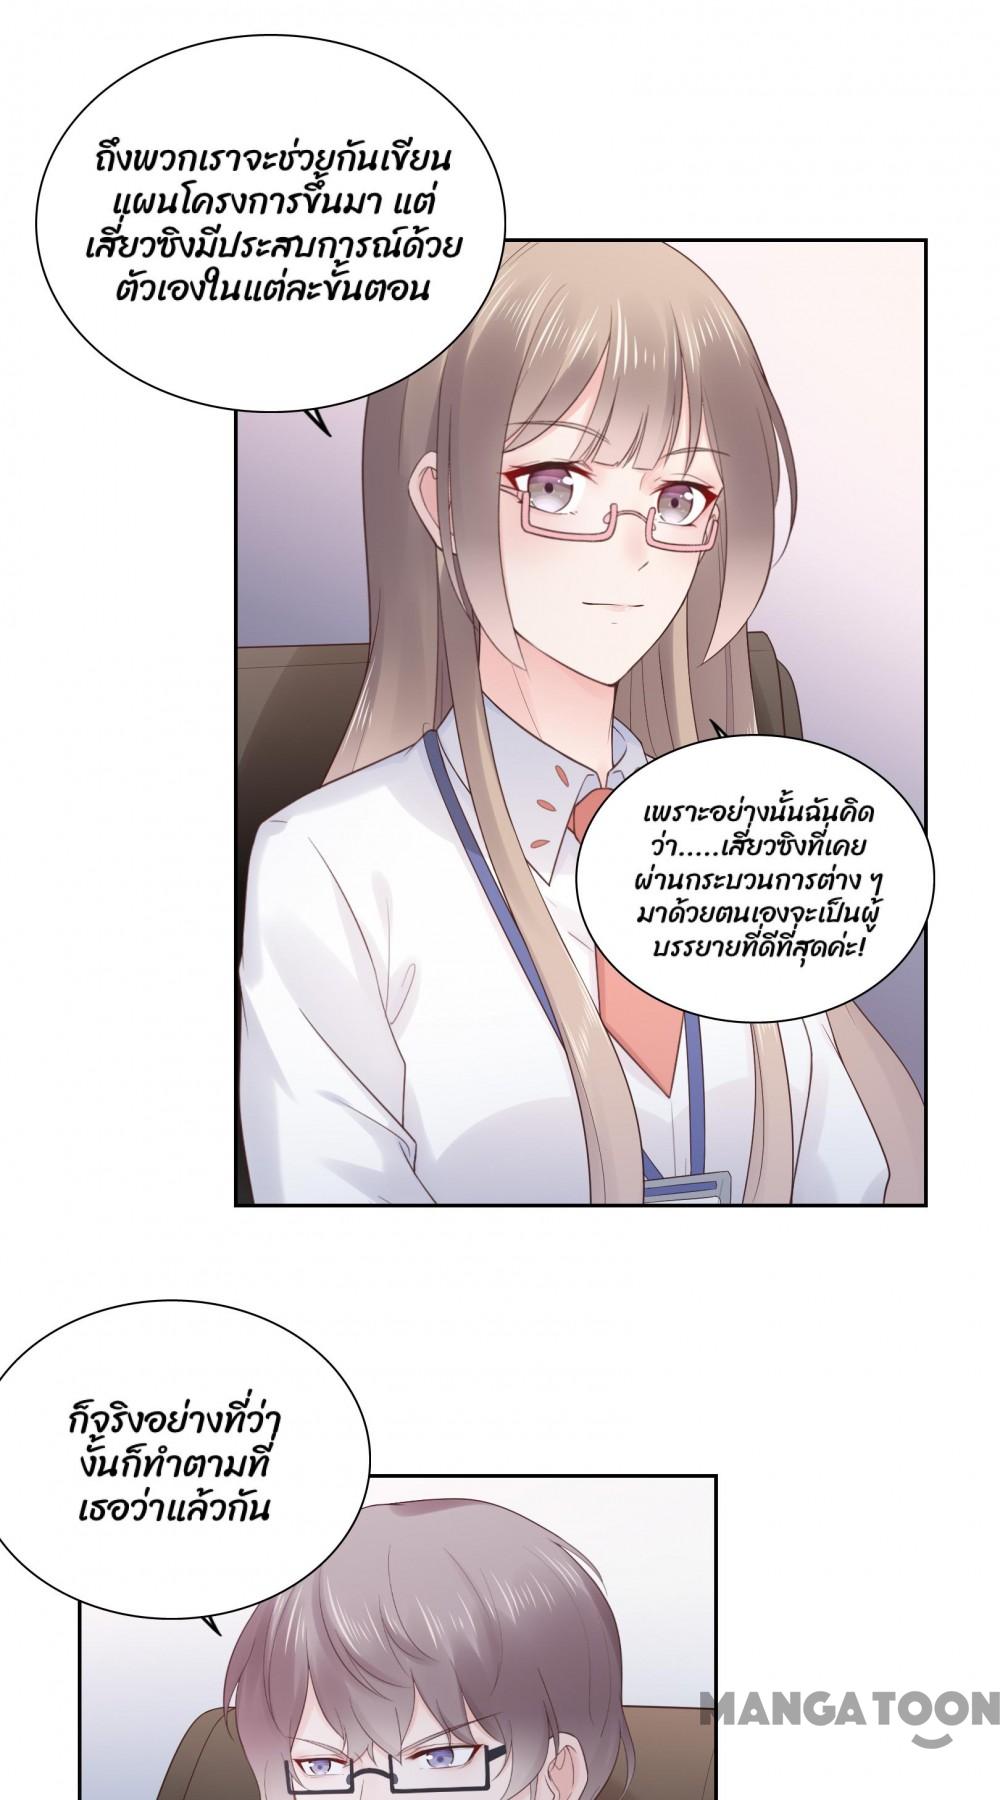 ถึงพวกเราจะช่วยกันเขียน
แผนโครงการขึ้นมา แต่
เสี่ยวซิงมีประสบการณ์ด้วย
ตัวเองในแต่ละขั้นตอน
เพราะอย่างนั้นฉันคิด
ว่า.....เสี่ยวซิงที่เคย
ผ่านกระบวนการต่าง ๆ
มาด้วยตนเองจะเป็นผู้
บรรยายที่ดีที่สุดค่ะ!
ก็จริงอย่างที่ว่า
งั้นก็ทำตามที่
เธอว่าแล้วกัน
MANGATOON